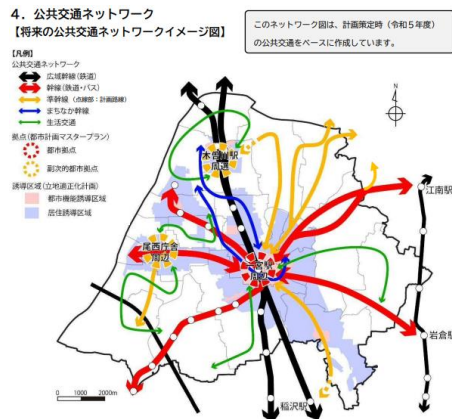 ４．公共交通ネットワーク
【将来の公共交通ネットワークイメージ図】
このネットワーク図は、計画策定時（令和５年度）
の公共交通をベースに作成しています。
【凡例】
公共交通ネットワーク
広域幹線（鉄道）
幹線（鉄道・バス）
準幹線（点線部：計画路線）
まちなか幹線
生活交通
拠点（都市計画マスタープラン）
都市拠点
副次的都市拠点
誘導区域（立地適正化計画）
都市機能誘導区域
居住誘導区域
N
木曽川駅
周辺
江南駅
尾西庁舎
周辺
岩倉駅
稲沢駅
0 1000 2000m